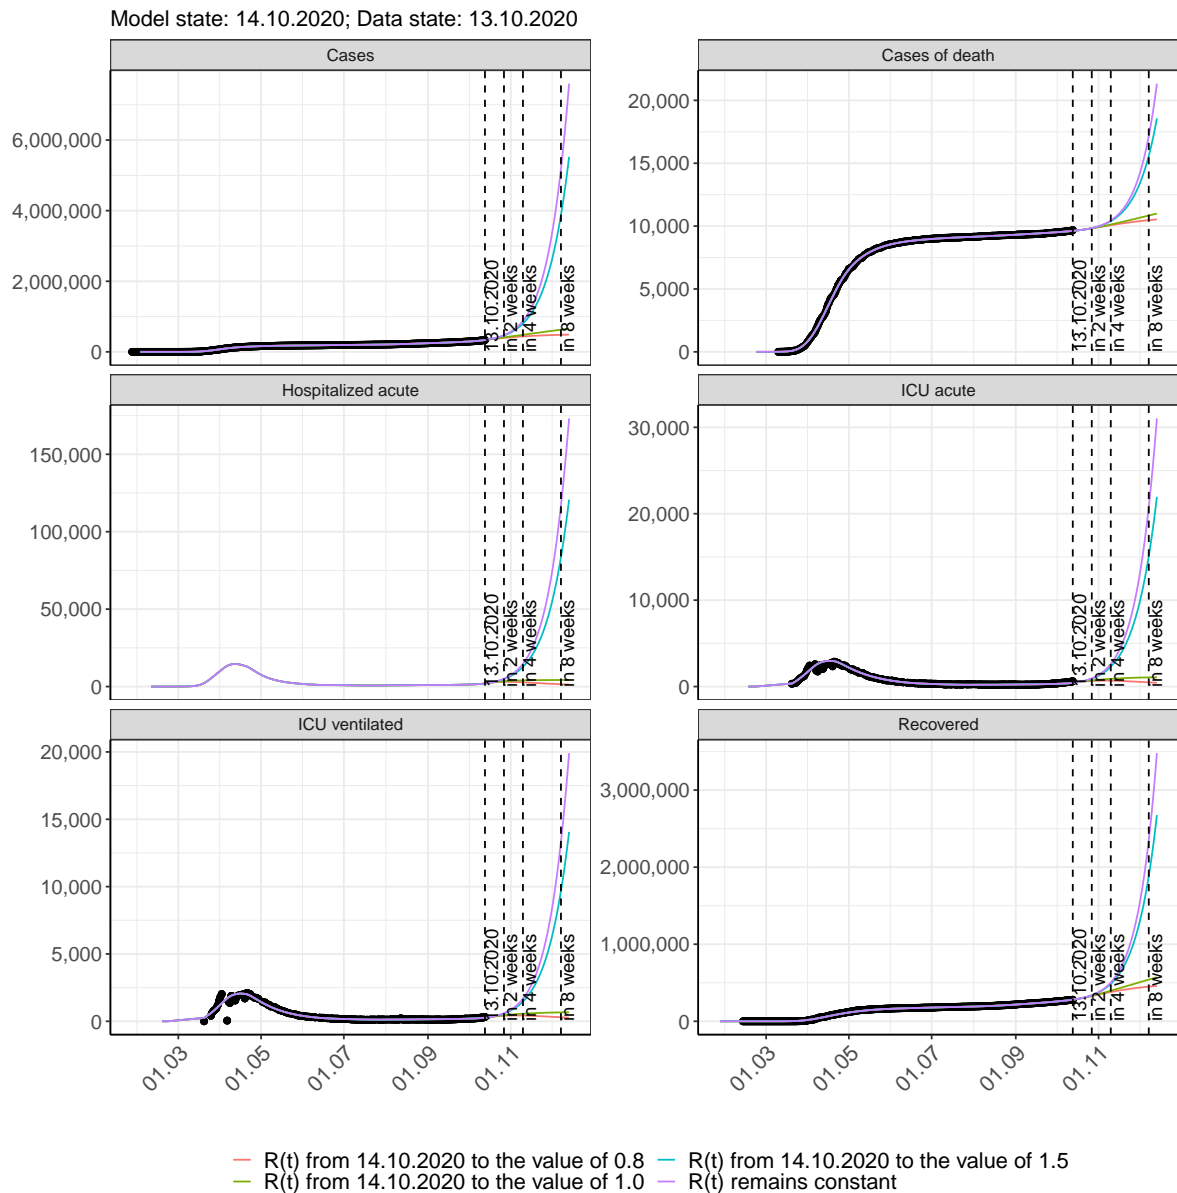 Model state: 14.10.2020; Data state: 13.10.2020
Cases
6,000,000
4,000,000
2,000,000
0
13.10.2020
in 2 weeks
in 4 weeks
in 8 weeks
Cases of death
20,000
15,000
10,000
5,000
0
13.10.2020
in 2 weeks
in 4 weeks
in 8 weeks
Hospitalized acute
150,000
100,000
50,000
0
13.10.2020
in 2 weeks
in 4 weeks
in 8 weeks
ICU acute
30,000
20,000
10,000
0
13.10.2020
in 2 weeks
in 4 weeks
in 8 weeks
ICU ventilated
20,000
15,000
10,000
5,000
0
13.10.2020
in 2 weeks
in 4 weeks
in 8 weeks
01.03
01.05
01.07
01.09
01.11
Recovered
3,000,000
2,000,000
1,000,000
0
13.10.2020
in 2 weeks
in 4 weeks
in 8 weeks
01.03
01.05
01.07
01.09
01.11
R(t) from 14.10.2020 to the value of 0.8
R(t) from 14.10.2020 to the value of 1.0
R(t) from 14.10.2020 to the value of 1.5
R(t) remains constant